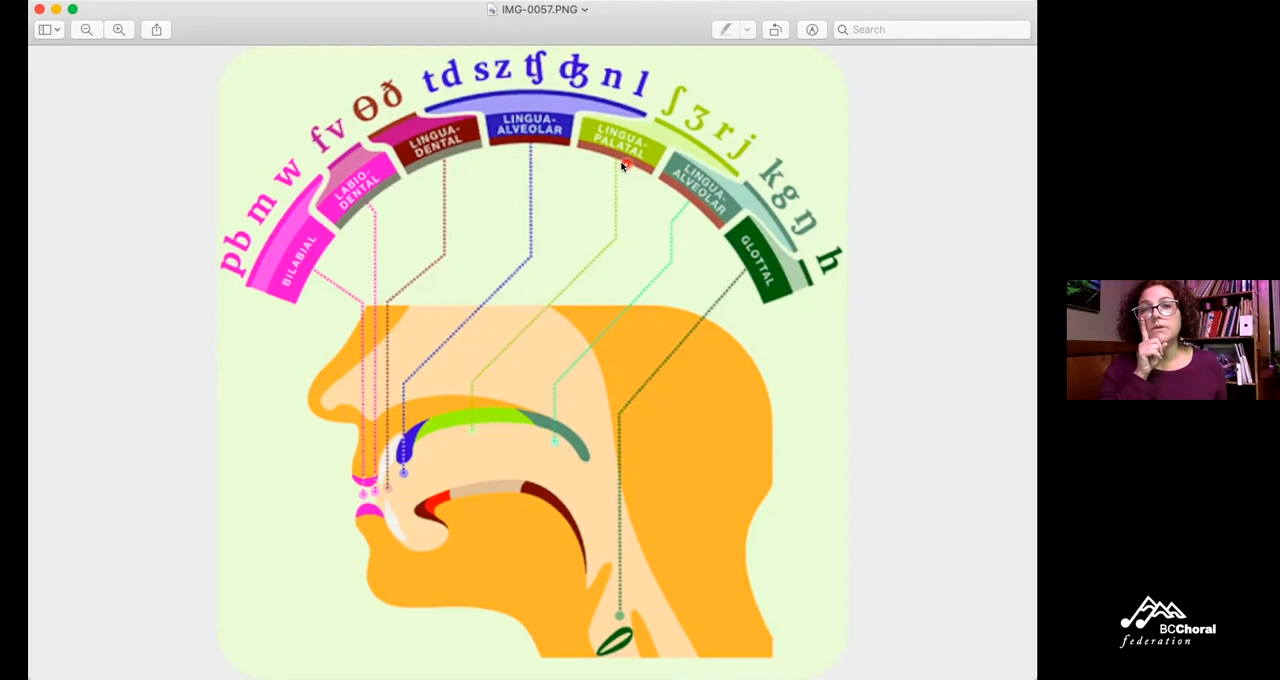 IMG-0057.PNG
Search
p b m w
f v
Ɵ ð
t d s z ʧ ʤ n l
ʃ ʒ r j
k g ŋ
h
BILABIAL
LABIO-
DENTAL
LINGUA-
DENTAL
LINGUA-
ALVEOLAR
LINGUA-
PALATAL
LINGUA-
ALVEOLAR
GLOTTAL
BCChoral
federation